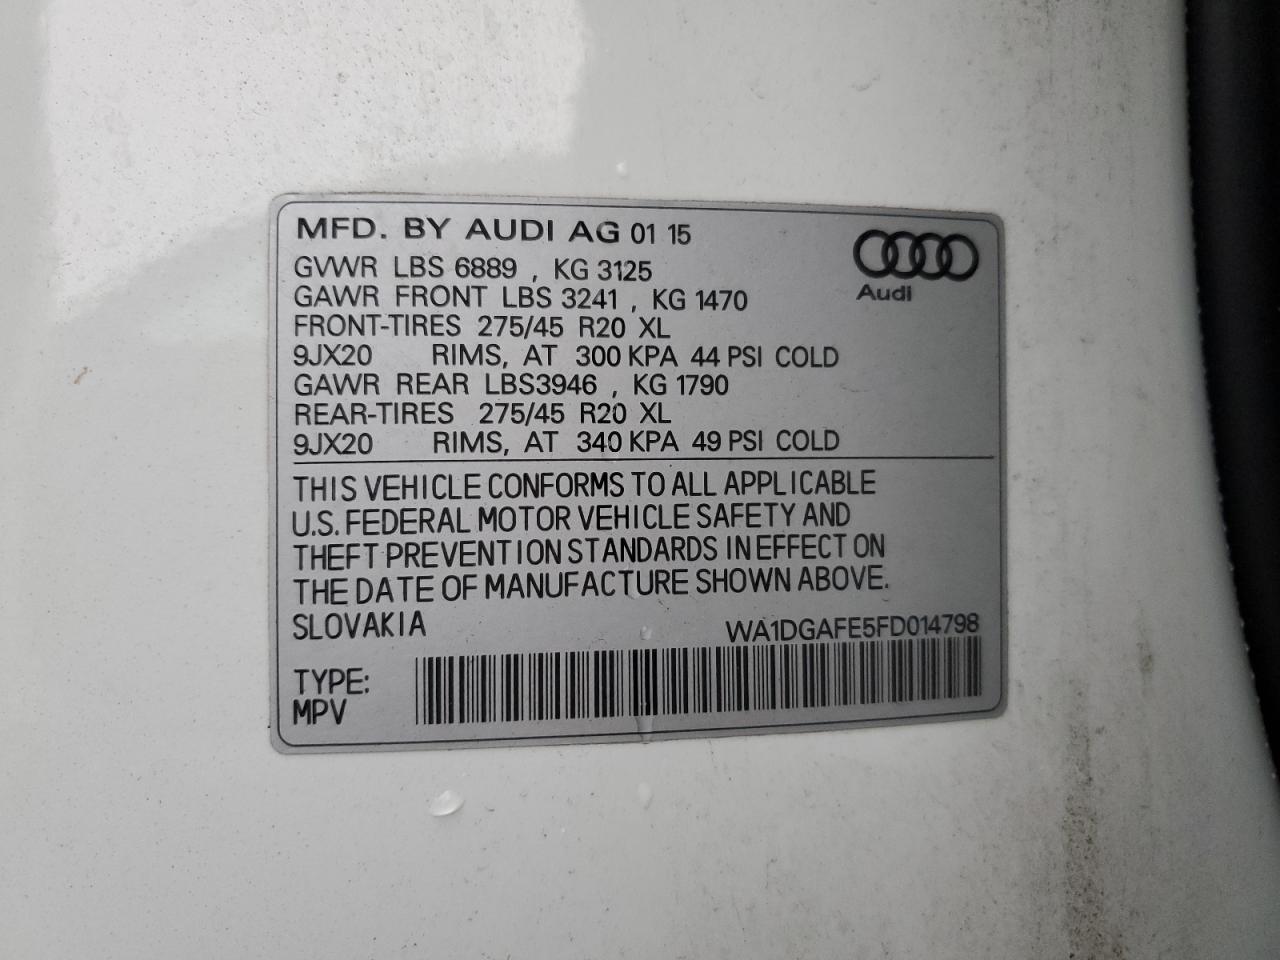 MFD. BY AUDI AG 01 15
GVWR LBS 6889 , KG 3125
GAWR FRONT LBS 3241 , KG 1470
FRONT-TIRES 275/45 R20 XL
9JX20 RIMS, AT 300 KPA 44 PSI COLD
GAWR REAR LBS3946 , KG 1790
REAR-TIRES 275/45 R20 XL
9JX20 RIMS, AT 340 KPA 49 PSI COLD
Audi
THIS VEHICLE CONFORMS TO ALL APPLICABLE
U.S. FEDERAL MOTOR VEHICLE SAFETY AND
THEFT PREVENTION STANDARDS IN EFFECT ON
THE DATE OF MANUFACTURE SHOWN ABOVE.
SLOVAKIA WA1DGAFE5FD014798
TYPE:
MPV